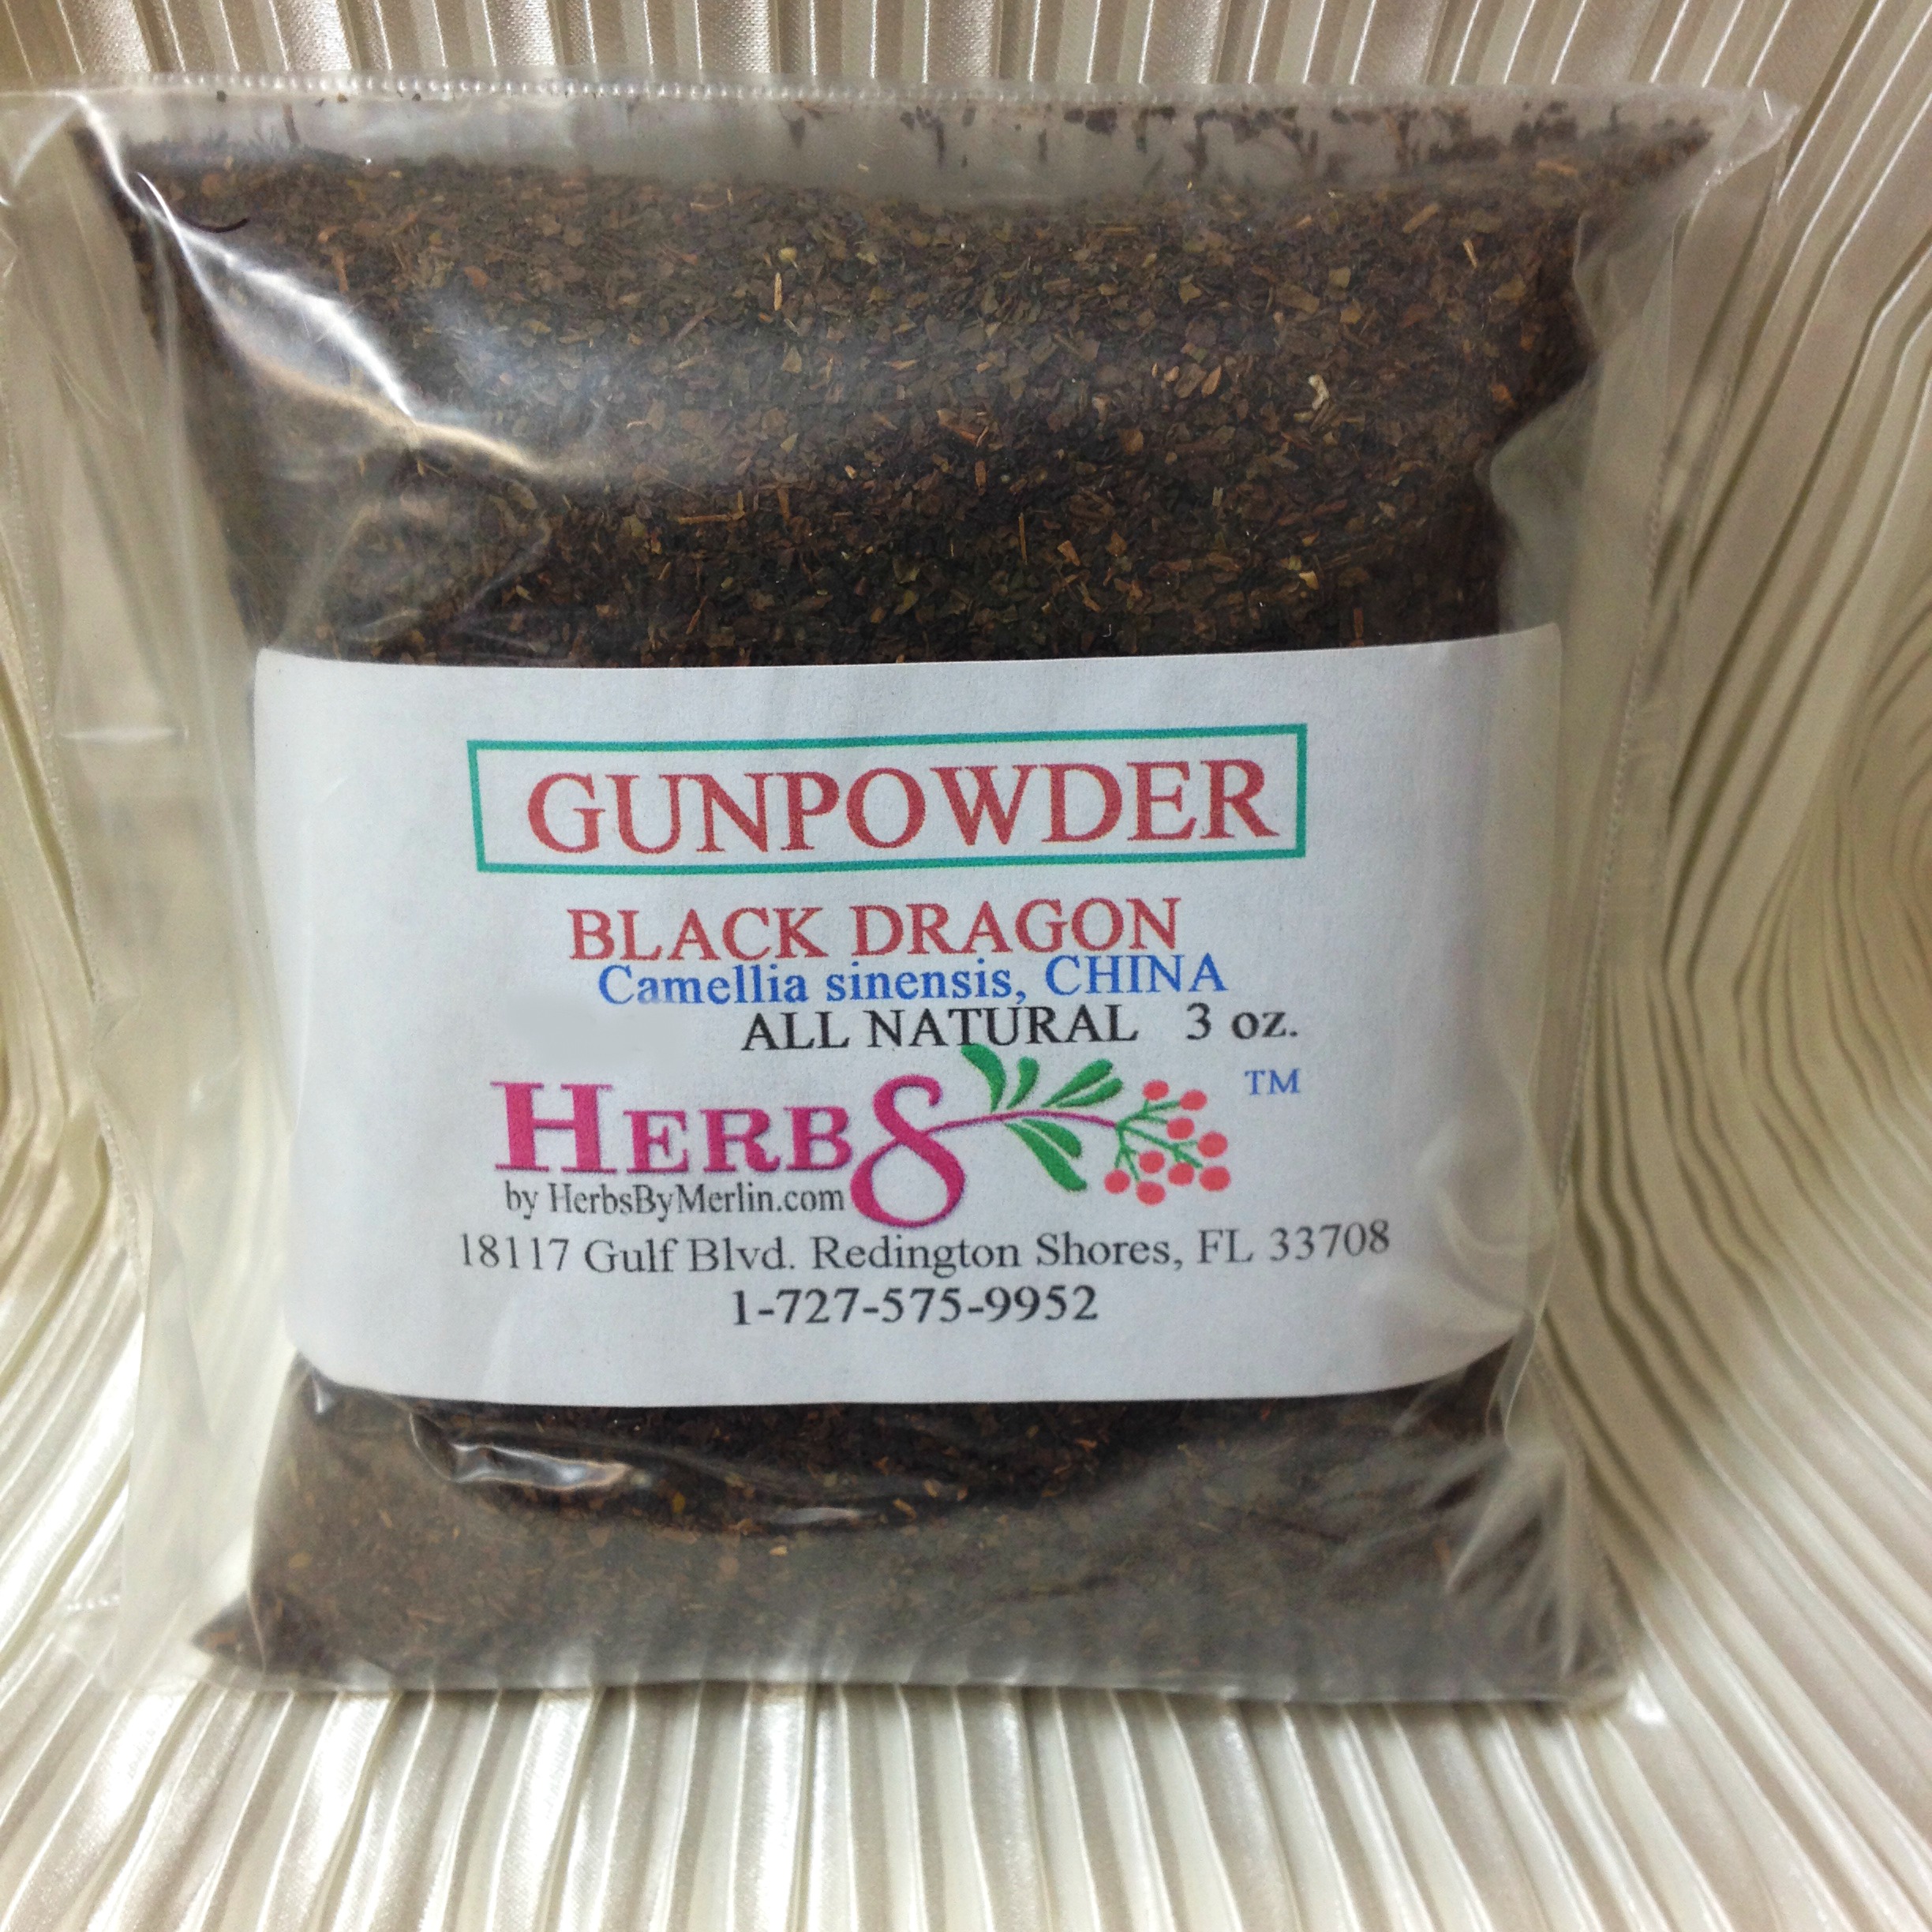 GUNPOWDER
BLACK DRAGON
Camellia sinensis, CHINA
ALL NATURAL 3 oz.
HERBS TM
by HerbsByMerlin.com
18117 Gulf Blvd. Redington Shores, FL 33708
1-727-575-9952